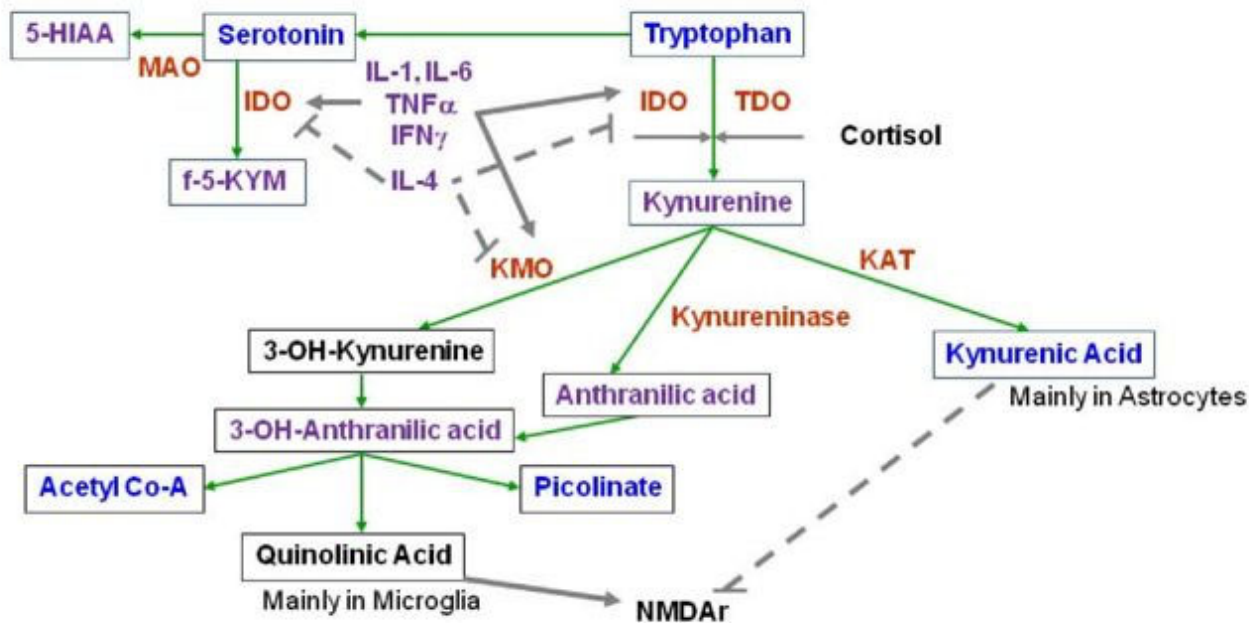 5-HIAA
Serotonin
Tryptophan
MAO
IDO
IL-1, IL-6
TNFα
IFNγ
IDO
TDO
Cortisol
f-5-KYM
IL-4
Kynurenine
KMO
KAT
Kynureninase
3-OH-Kynurenine
Kynurenic Acid
Mainly in Astrocytes
Anthranilic acid
3-OH-Anthranilic acid
Acetyl Co-A
Picolinate
Quinolinic Acid
Mainly in Microglia
NMDAr